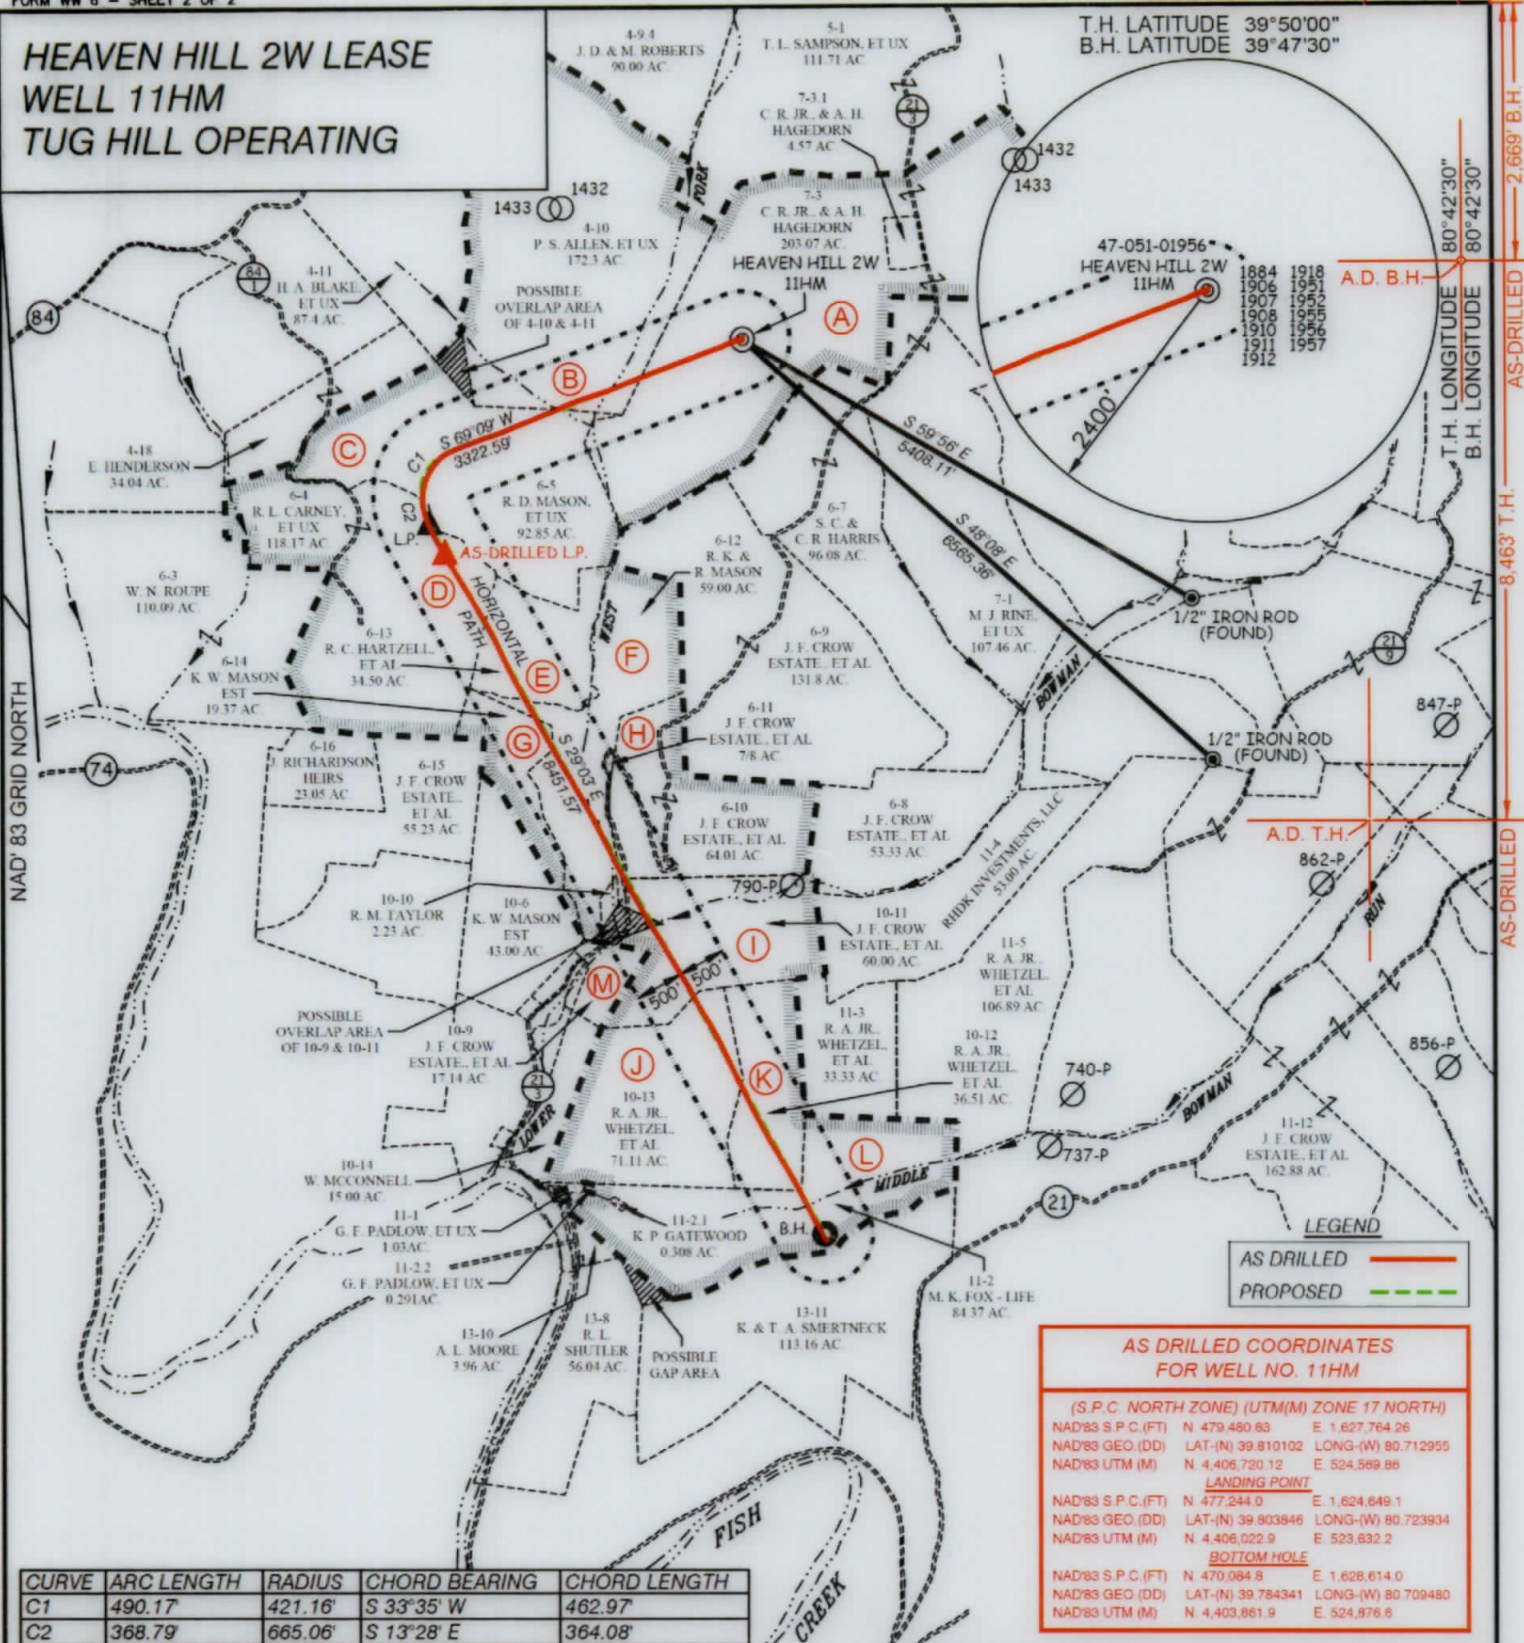 FORM WW 6 - SHEET 2 OF 2
HEAVEN HILL 2W LEASE
WELL 11HM
TUG HILL OPERATING
4-9.4
J. D. & M. ROBERTS
90.00 AC.
5-1
T. L. SAMPSON, ET UX
111.71 AC.
T.H. LATITUDE 39°50'00"
B.H. LATITUDE 39°47'30"
7-3.1
C. R. JR., & A. H.
HAGEDORN
4.57 AC
21
3
1432
1433
FORK
1432
1433
4-10
P. S. ALLEN, ET UX
172.3 AC
7-3
C. R. JR., & A. H.
HAGEDORN
203.07 AC.
HEAVEN HILL 2W
11HM
47-051-01956
HEAVEN HILL 2W
11HM
1884 1918
1906 1951
1907 1952
1908 1955
1910 1956
1911 1957
1912
2400'
A.D. B.H.
T.H. LONGITUDE 80°42'30"
B.H. LONGITUDE 80°42'30"
2,669' B.H.
AS-DRILLED
8,463' T.H.
AS-DRILLED
84
84
1
4-11
H. A. BLAKE,
ET UX
87.4 AC.
POSSIBLE
OVERLAP AREA
OF 4-10 & 4-11
A
B
C
S 69°09' W
3322.59'
C1
C2
L.P.
AS-DRILLED L.P.
4-18
E. HENDERSON
34.04 AC.
6-4
R. L. CARNEY,
ET UX
118.17 AC.
6-5
R. D. MASON,
ET UX
92.85 AC.
S 59°56' E
5408.11'
S 48°08' E
6565.36'
6-7
S. C. &
C. R. HARRIS
96.08 AC.
6-12
R. K. &
R. MASON
59.00 AC.
6-3
W. N. ROUPE
110.09 AC.
D
HORIZONTAL
PATH
WEST
7-1
M. J. RINE,
ET UX
107.46 AC.
1/2" IRON ROD
(FOUND)
21
9
6-13
R. C. HARTZELL,
ET AL
34.50 AC.
E
F
6-9
J. F. CROW
ESTATE., ET AL
131.8 AC.
BOWMAN
6-14
K. W. MASON
EST
19.37 AC.
847-P
NAD' 83 GRID NORTH
G
H
6-11
J. F. CROW
ESTATE., ET AL
7/8 AC.
1/2" IRON ROD
(FOUND)
74
6-16
J. RICHARDSON
HEIRS
23.05 AC.
6-15
J. F. CROW
ESTATE.,
ET AL
55.23 AC.
S 29°03' E
8451.57'
6-10
J. F. CROW
ESTATE., ET AL
64.01 AC.
6-8
J. F. CROW
ESTATE., ET AL
53.33 AC.
11-4
RHDK INVESTMENTS, LLC
53.00 AC.
A.D. T.H.
862-P
790-P
RUN
10-10
R. M. TAYLOR
2.23 AC.
10-6
K. W. MASON
EST
43.00 AC.
I
10-11
J. F. CROW
ESTATE., ET AL
60.00 AC.
11-5
R. A. JR.,
WHETZEL,
ET AL
106.89 AC.
M
500' 500'
POSSIBLE
OVERLAP AREA
OF 10-9 & 10-11
10-9
J. F. CROW
ESTATE., ET AL
17.14 AC.
11-3
R. A. JR.,
WHETZEL,
ET AL
33.33 AC.
10-12
R. A. JR.,
WHETZEL,
ET AL
36.51 AC.
856-P
J
K
21
3
740-P
10-13
R. A. JR.,
WHETZEL,
ET AL
71.11 AC.
BOWMAN
LOWER
737-P
L
MIDDLE
11-12
J. F. CROW
ESTATE., ET AL
162.88 AC.
10-14
W. MCCONNELL
15.00 AC.
21
11-1
G. F. PADLOW, ET UX
1.03AC.
11-2.1
K. P. GATEWOOD
0.308 AC.
B.H.
11-2.2
G. F. PADLOW, ET UX
0.291AC.
11-2
M. K. FOX - LIFE
84.37 AC.
13-10
A. L. MOORE
3.96 AC.
13-8
R. L.
SHUTLER
56.04 AC.
POSSIBLE
GAP AREA
13-11
K. & T. A. SMERTNECK
113.16 AC.
LEGEND
AS DRILLED
PROPOSED
AS DRILLED COORDINATES
FOR WELL NO. 11HM
(S.P.C. NORTH ZONE) (UTM(M) ZONE 17 NORTH)
NAD'83 S.P.C.(FT) N. 479,480.63 E. 1,627,764.26
NAD'83 GEO.(DD) LAT-(N) 39.810102 LONG-(W) 80.712955
NAD'83 UTM (M) N. 4,406,720.12 E. 524,569.86
LANDING POINT
NAD'83 S.P.C.(FT) N. 477,244.0 E. 1,624,649.1
NAD'83 GEO.(DD) LAT-(N) 39.803846 LONG-(W) 80.723934
NAD'83 UTM (M) N. 4,406,022.9 E. 523,632.2
BOTTOM HOLE
NAD'83 S.P.C.(FT) N. 470,084.8 E. 1,628,614.0
NAD'83 GEO.(DD) LAT-(N) 39.784341 LONG-(W) 80.709480
NAD'83 UTM (M) N. 4,403,861.9 E. 524,876.6
FISH
CREEK
CURVE ARC LENGTH RADIUS CHORD BEARING CHORD LENGTH
C1 490.17' 421.16' S 33°35' W 462.97'
C2 368.79' 665.06' S 13°28' E 364.08'